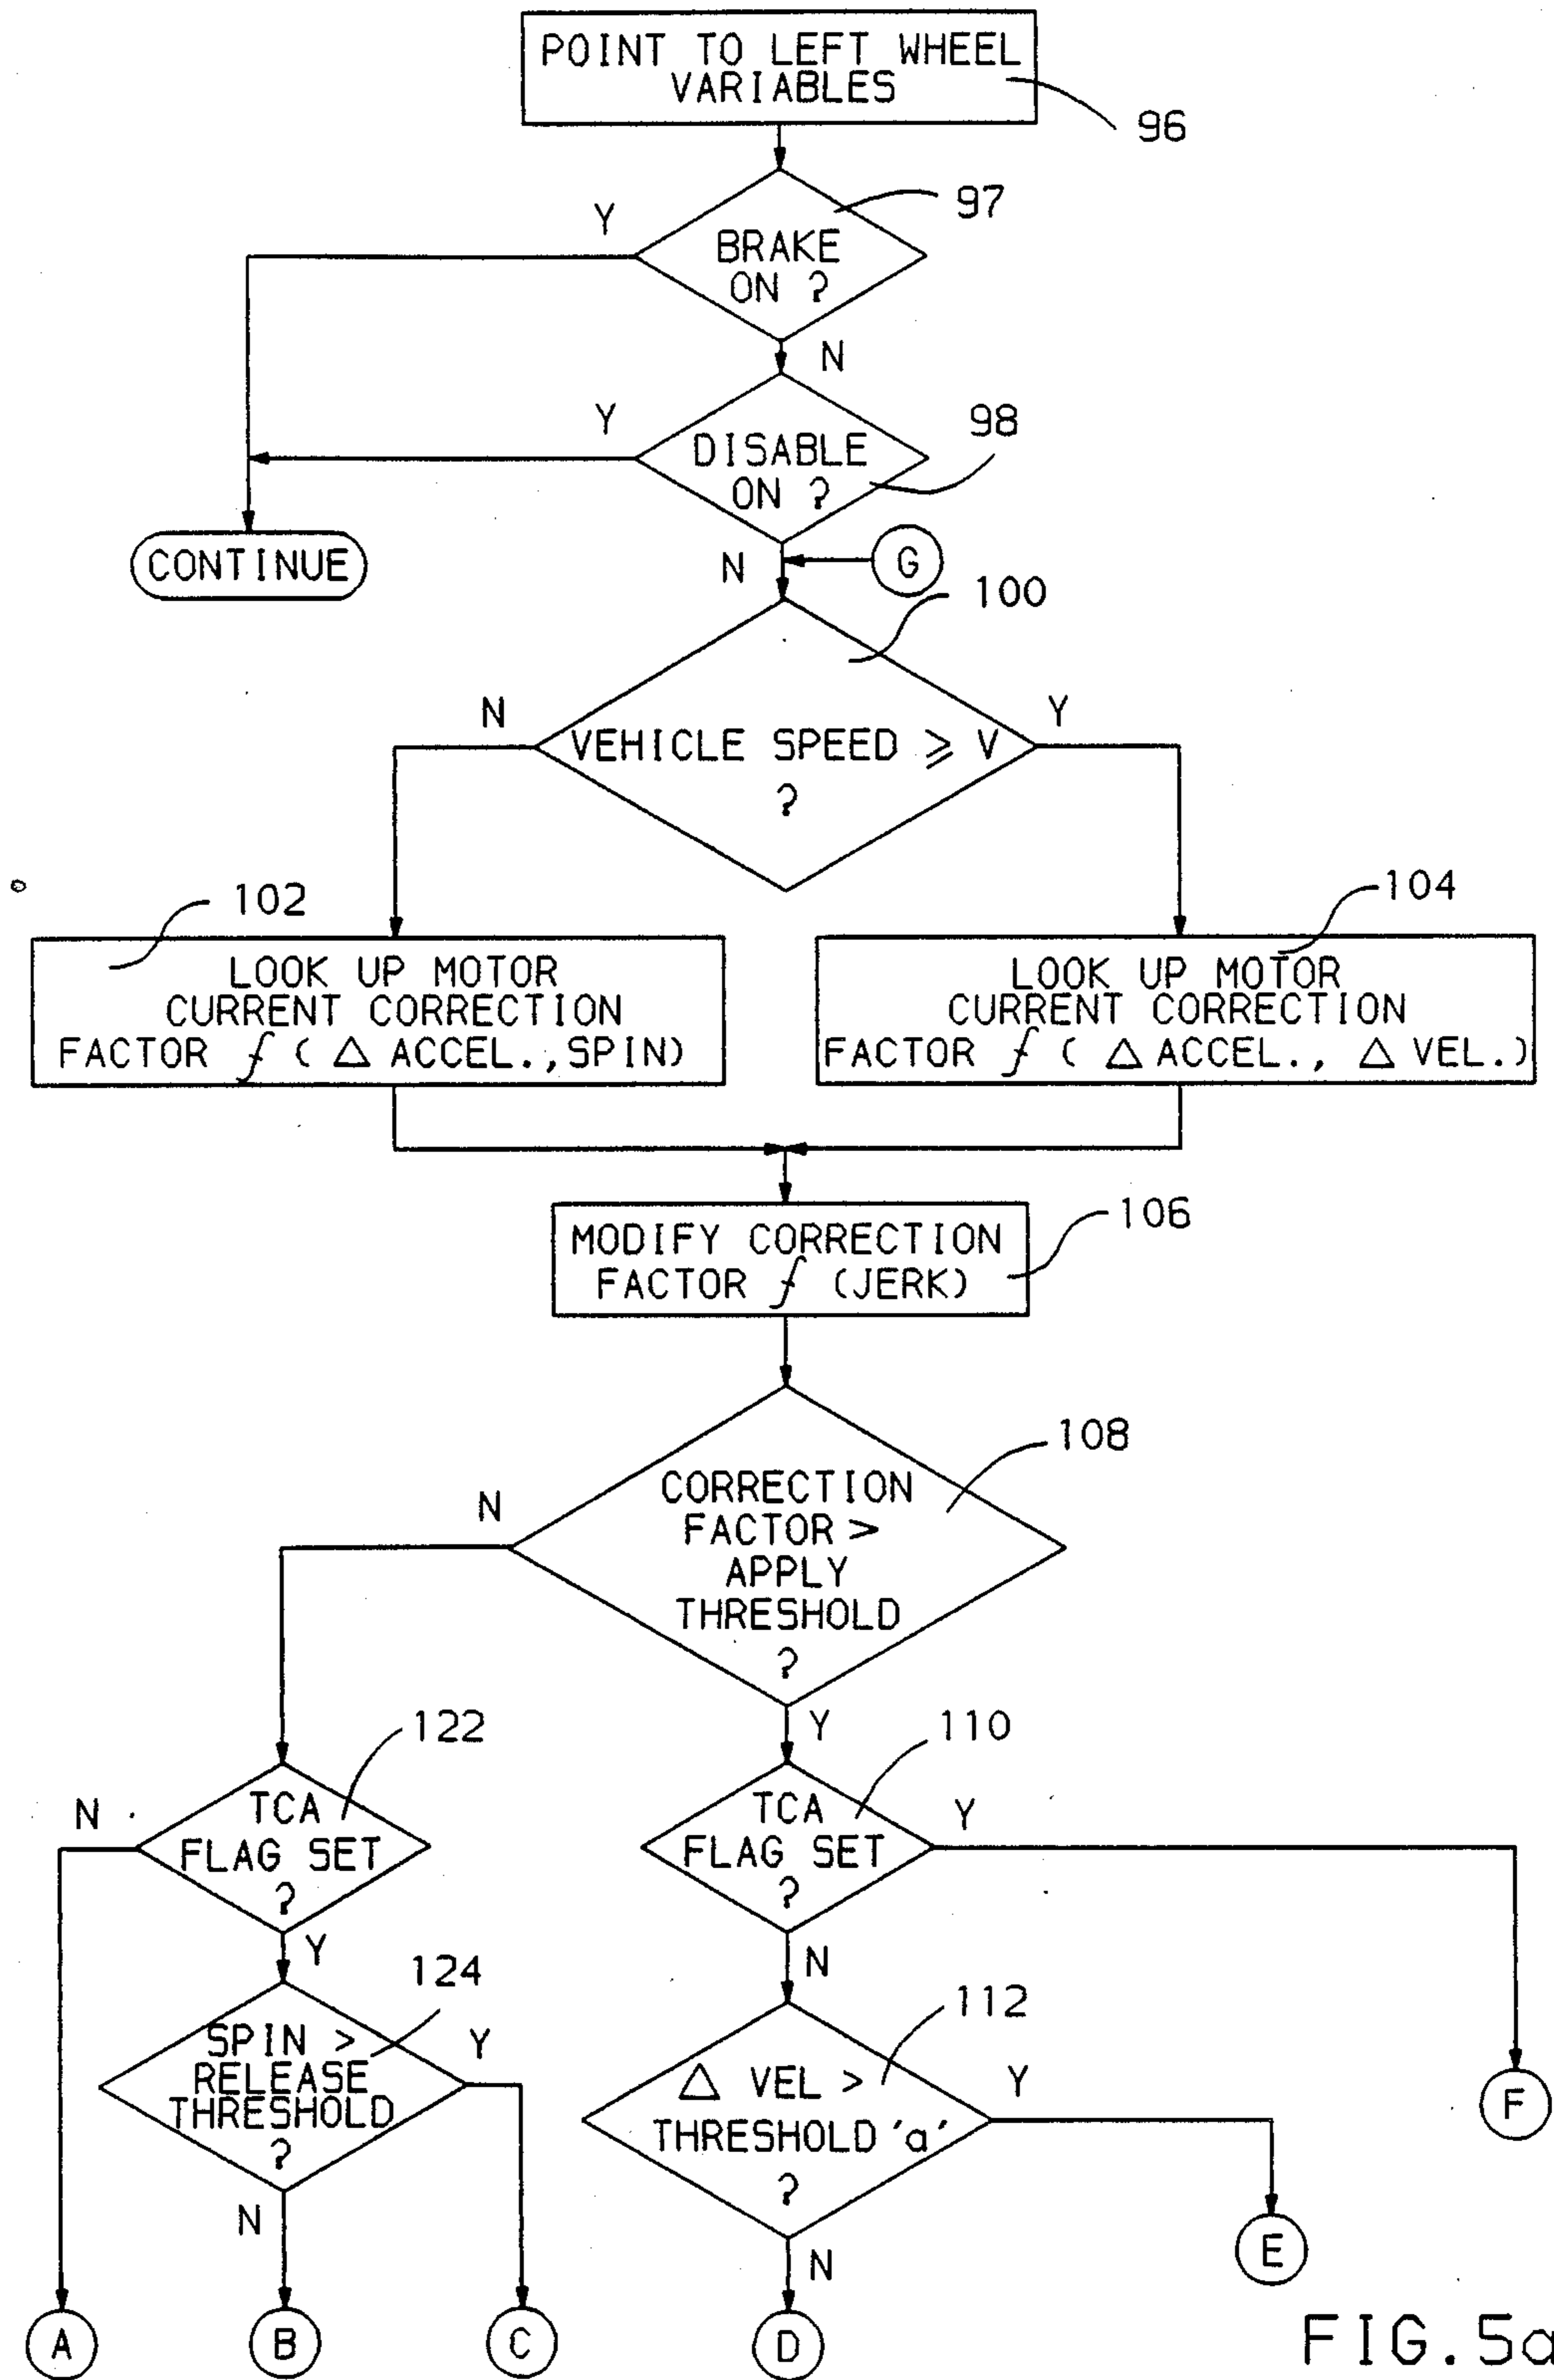 POINT TO LEFT WHEEL
VARIABLES
96
97
Y
BRAKE
ON ?
N
98
Y
DISABLE
ON ?
CONTINUE
N
G
100
N
Y
VEHICLE SPEED ⩾ V
?
102
104
LOOK UP MOTOR
CURRENT CORRECTION
FACTOR ƒ ( △ ACCEL.,SPIN)
LOOK UP MOTOR
CURRENT CORRECTION
FACTOR ƒ ( △ ACCEL., △ VEL.)
106
MODIFY CORRECTION
FACTOR ƒ (JERK)
108
N
CORRECTION
FACTOR >
APPLY
THRESHOLD
?
Y
122
110
N
TCA
FLAG SET
?
Y
TCA
FLAG SET
?
Y
N
124
SPIN >
RELEASE
THRESHOLD
?
Y
N
112
△ VEL >
THRESHOLD 'a'
?
Y
N
F
E
A
B
C
D
FIG.5a